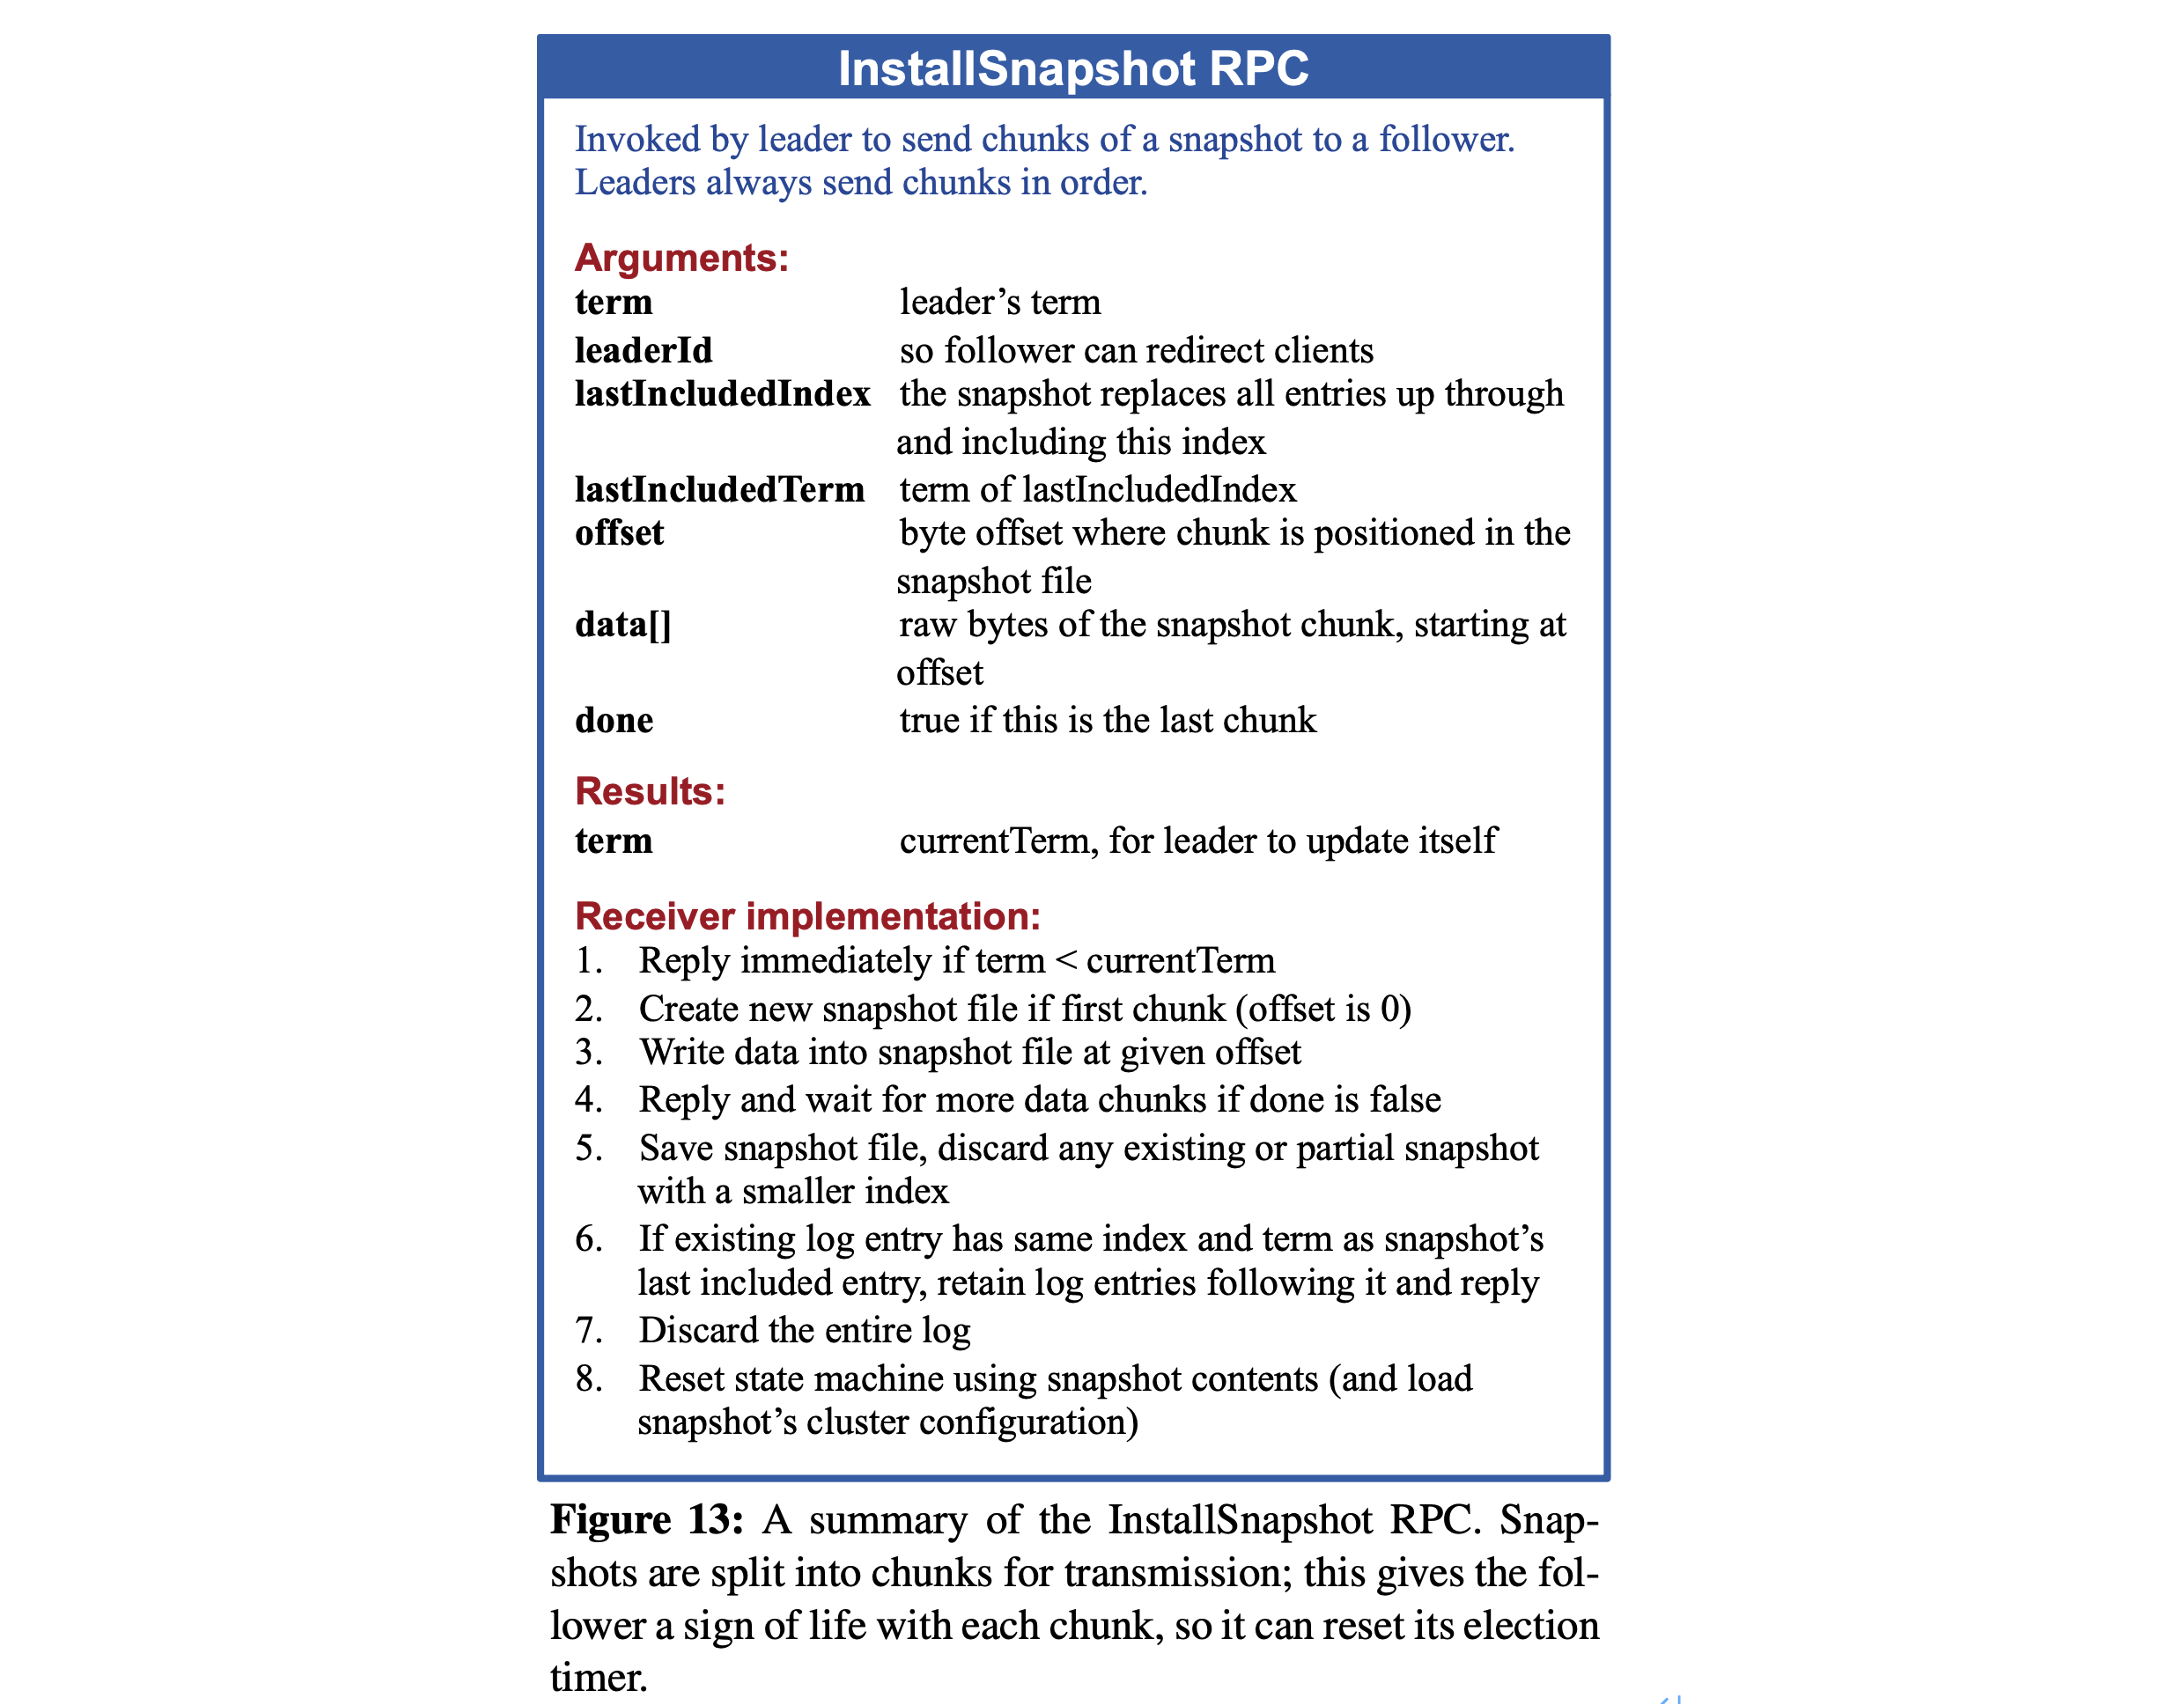 InstallSnapshot RPC
Invoked by leader to send chunks of a snapshot to a follower.
Leaders always send chunks in order.
Arguments:
term leader’s term
leaderId so follower can redirect clients
lastIncludedIndex the snapshot replaces all entries up through
and including this index
lastIncludedTerm term of lastIncludedIndex
offset byte offset where chunk is positioned in the
snapshot file
data[] raw bytes of the snapshot chunk, starting at
offset
done true if this is the last chunk
Results:
term currentTerm, for leader to update itself
Receiver implementation:
1. Reply immediately if term < currentTerm
2. Create new snapshot file if first chunk (offset is 0)
3. Write data into snapshot file at given offset
4. Reply and wait for more data chunks if done is false
5. Save snapshot file, discard any existing or partial snapshot
with a smaller index
6. If existing log entry has same index and term as snapshot’s
last included entry, retain log entries following it and reply
7. Discard the entire log
8. Reset state machine using snapshot contents (and load
snapshot’s cluster configuration)
Figure 13: A summary of the InstallSnapshot RPC. Snap-
shots are split into chunks for transmission; this gives the fol-
lower a sign of life with each chunk, so it can reset its election
timer.